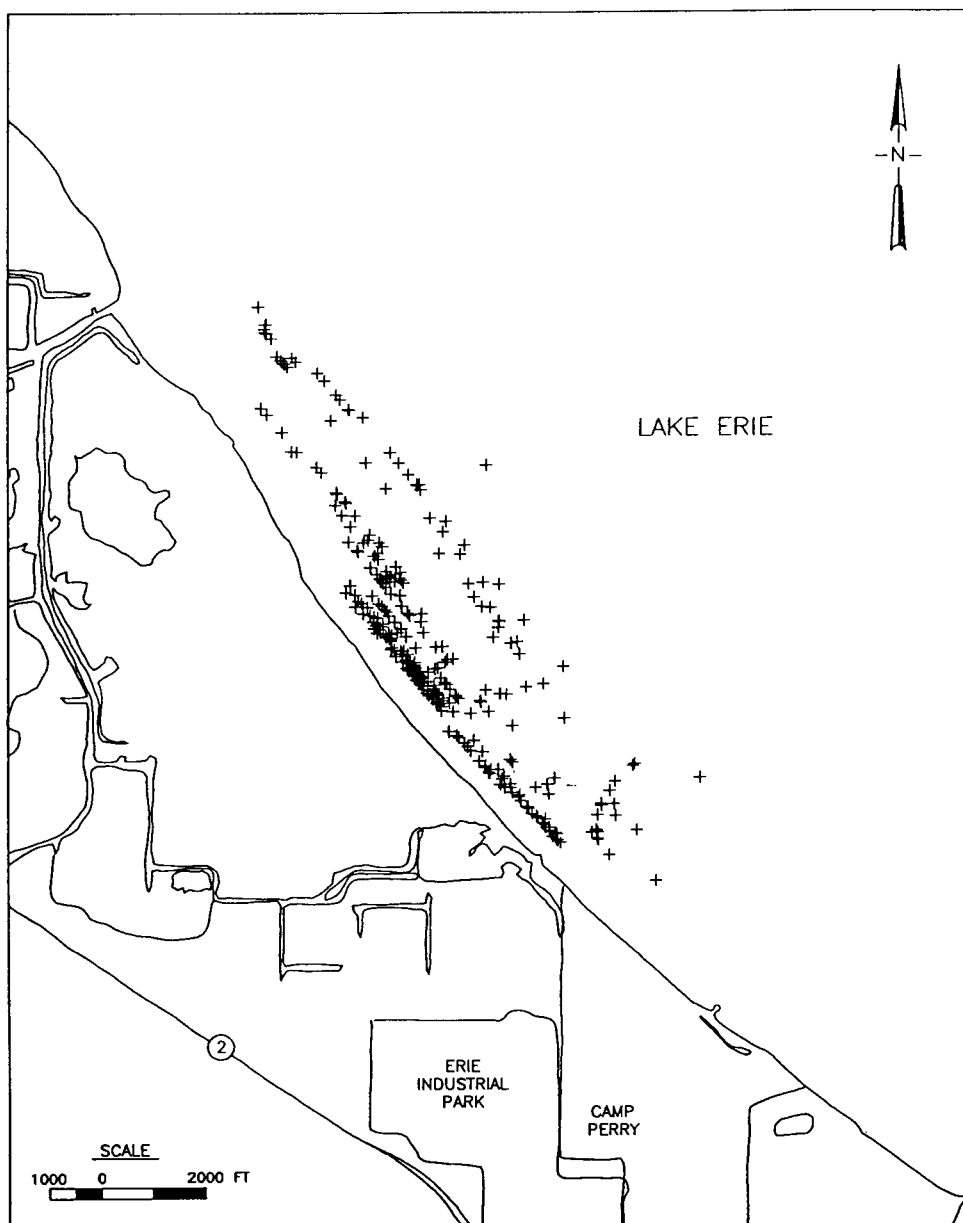 -N-
LAKE ERIE
2
ERIE
INDUSTRIAL
PARK
CAMP
PERRY
SCALE
1000 0 2000 FT